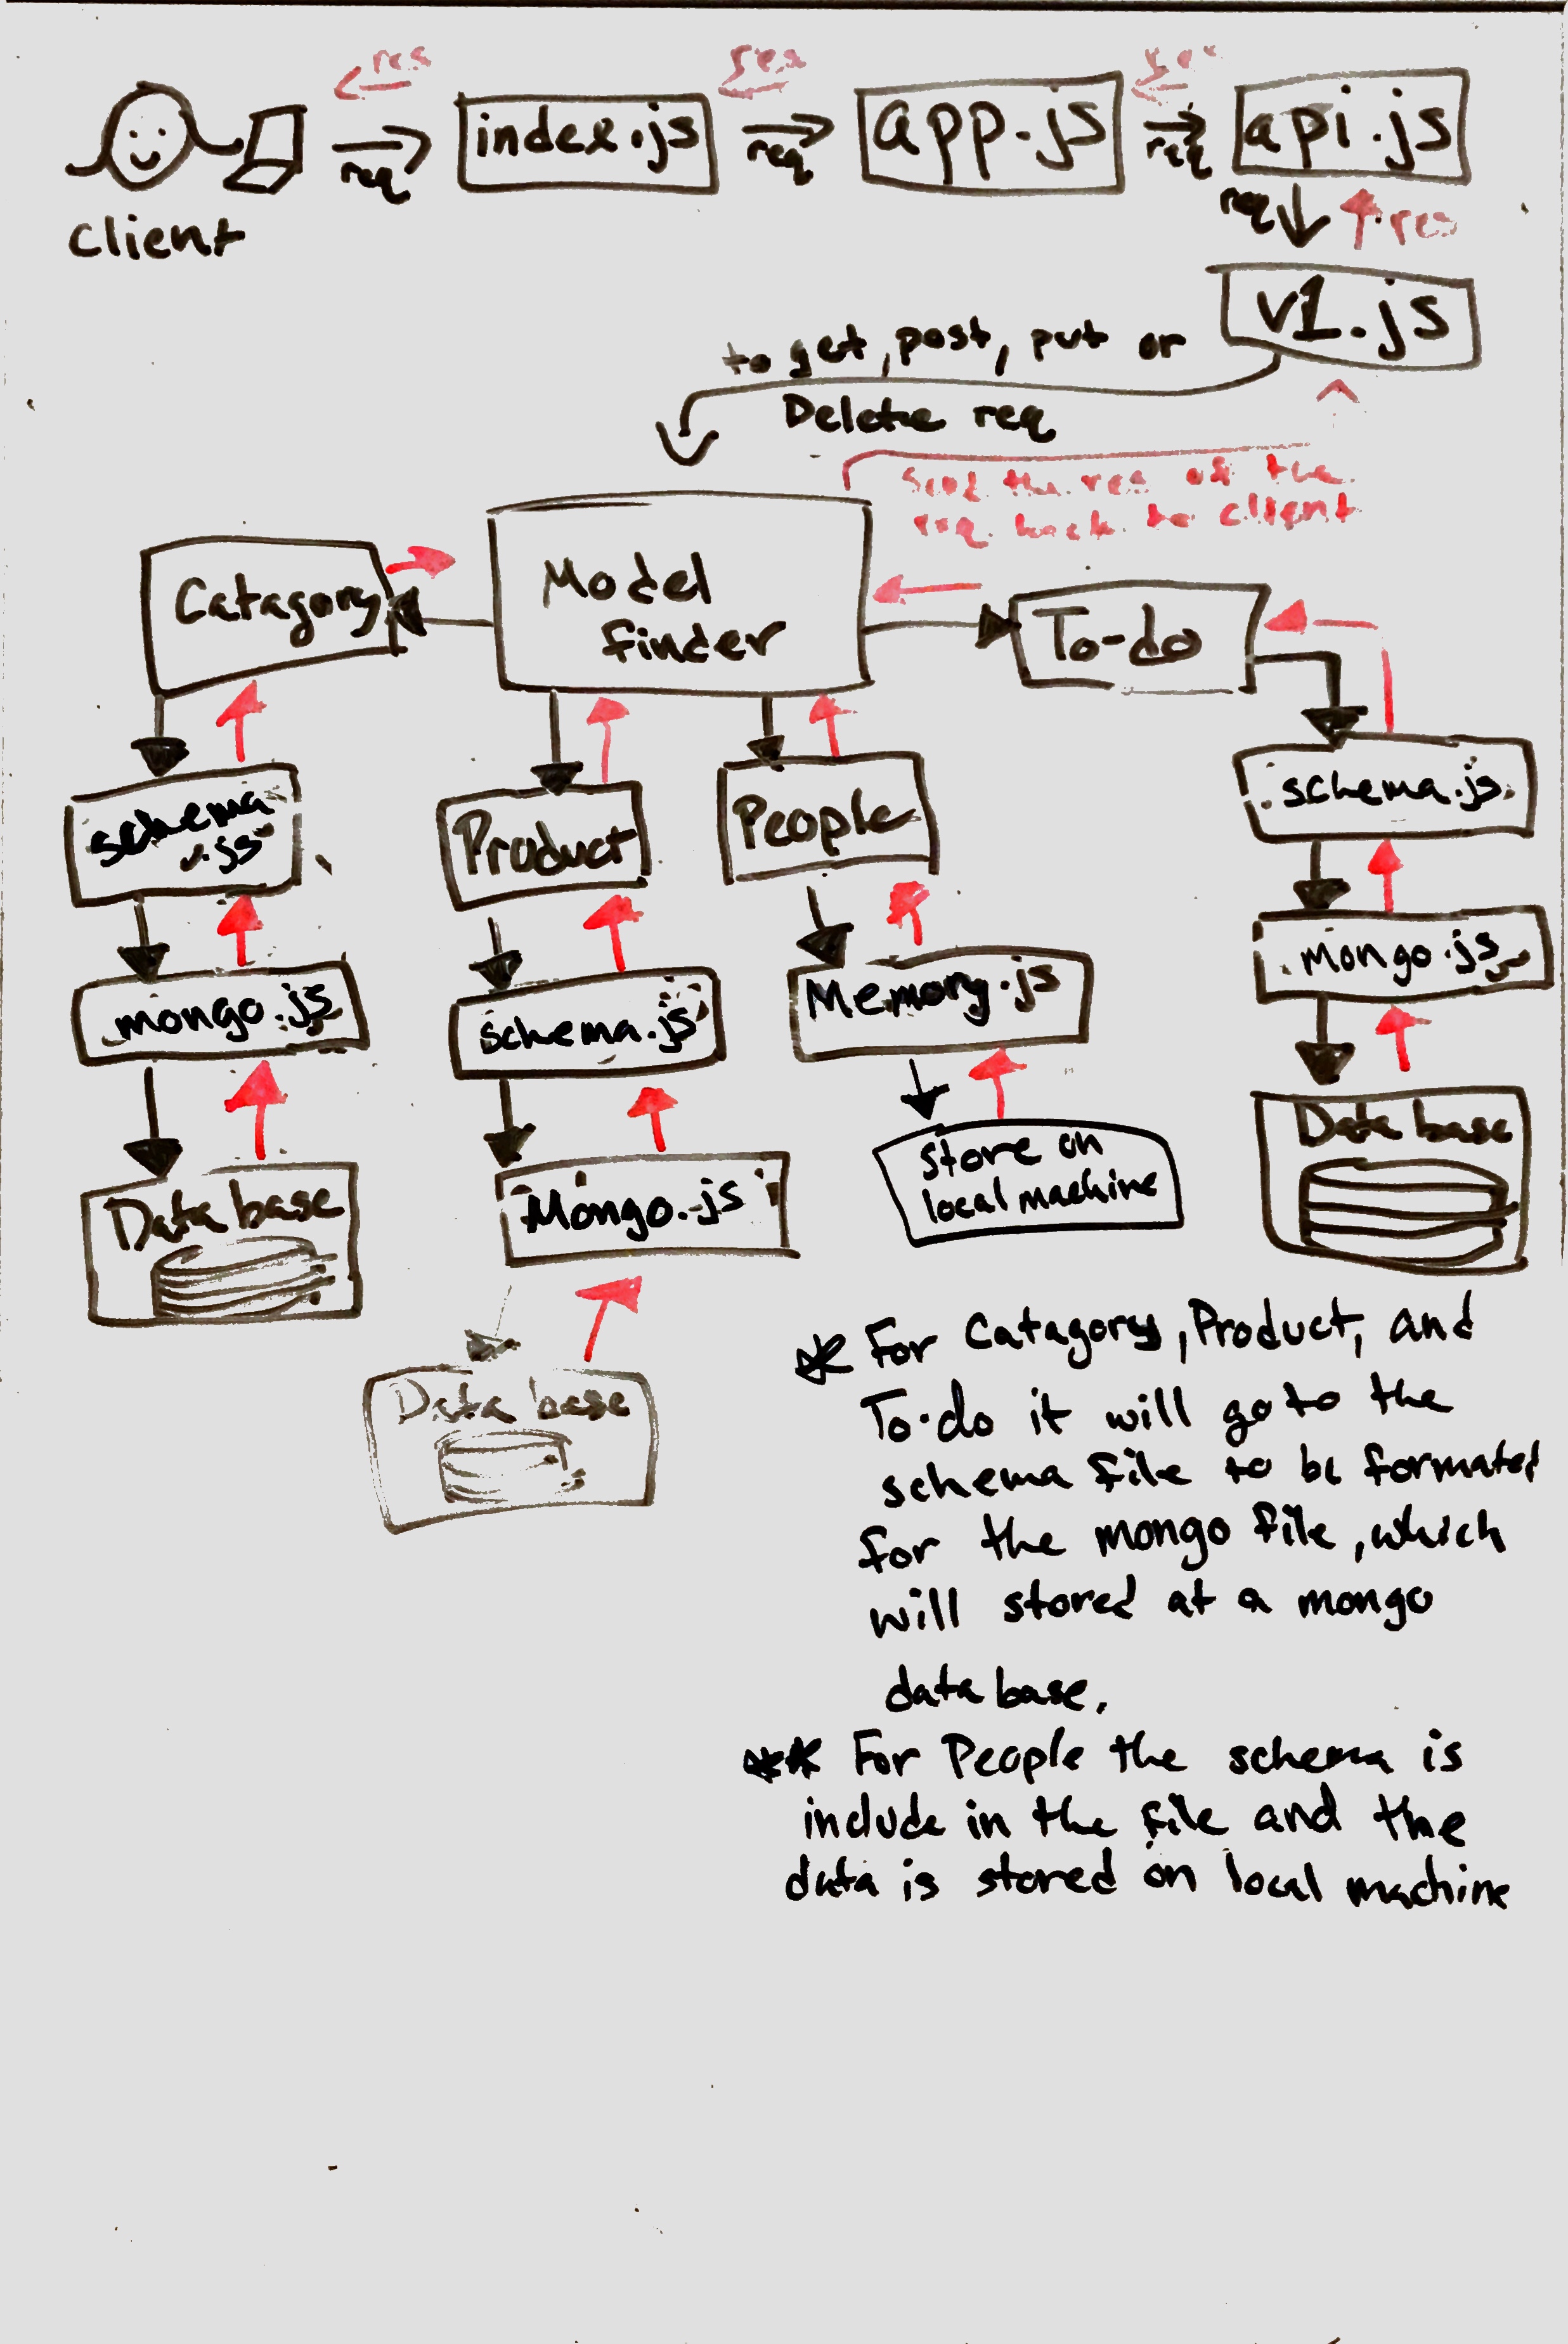 res
res
req
index.js
req
app.js
req
api.js
client
req
res
v1.js
to get, post, put or
Delete req
Send the res of the
req back to client
Catagory
Model
finder
To-do
schema
.js
Product
People
schema.js
mongo.js
schema.js
Memory.js
mongo.js
Data base
Mongo.js
store on
local machine
Data base
Data base
* For Catagory, Product, and
To-do it will go to the
schema file to be formated
for the mongo file, which
will stored at a mongo
data base.
** For People the schema is
include in the file and the
data is stored on local machine